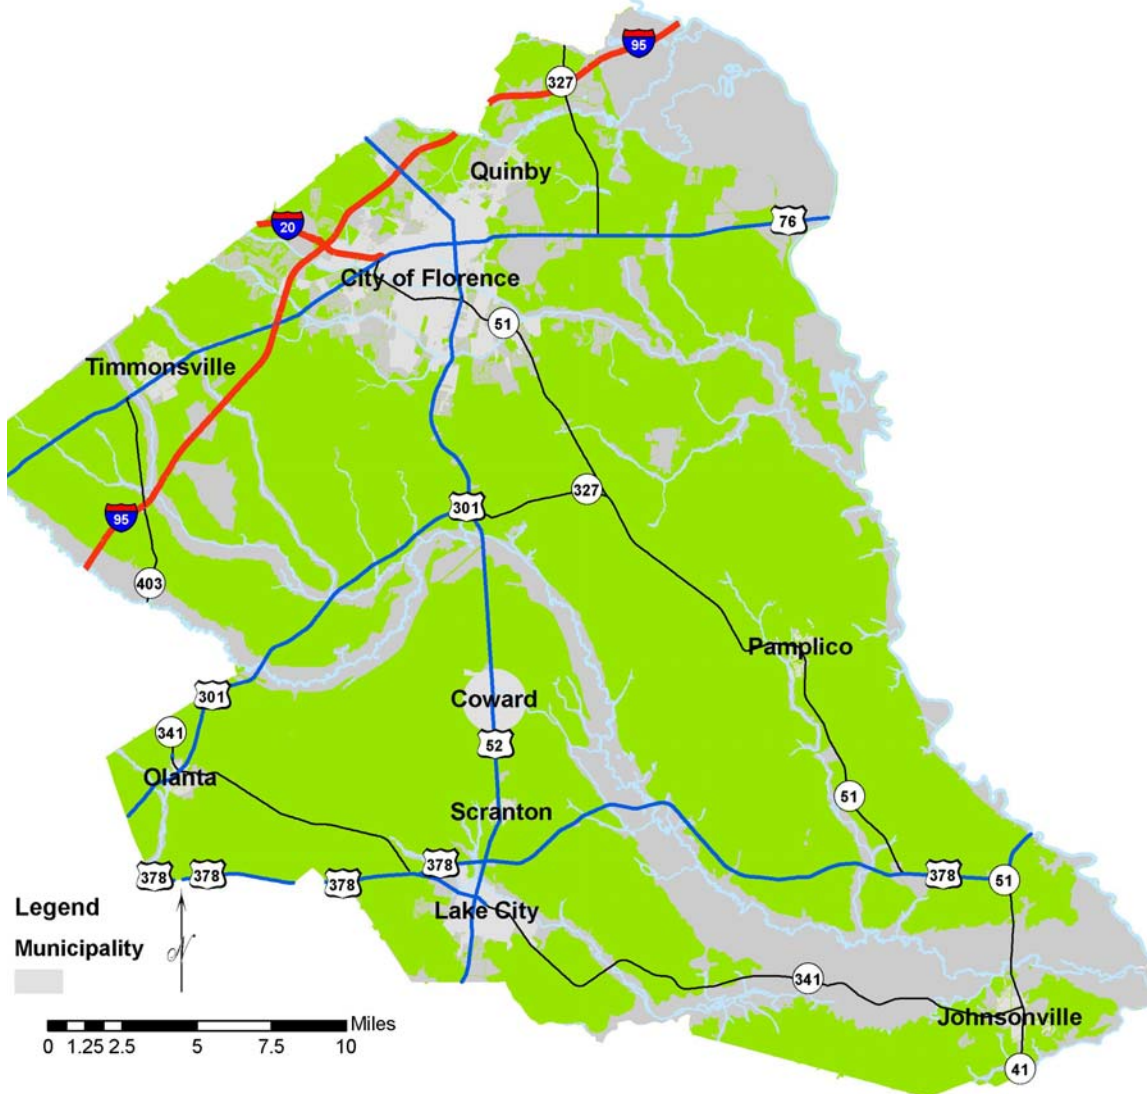 95
327
Quinby
76
20
City of Florence
51
Timmonsville
327
301
95
403
Pamplico
301
Coward
341
52
Olanta
51
Scranton
378
378
378
378
378
51
Legend
Lake City
Municipality
N
341
Johnsonville
Miles
0 1.25 2.5 5 7.5 10
41